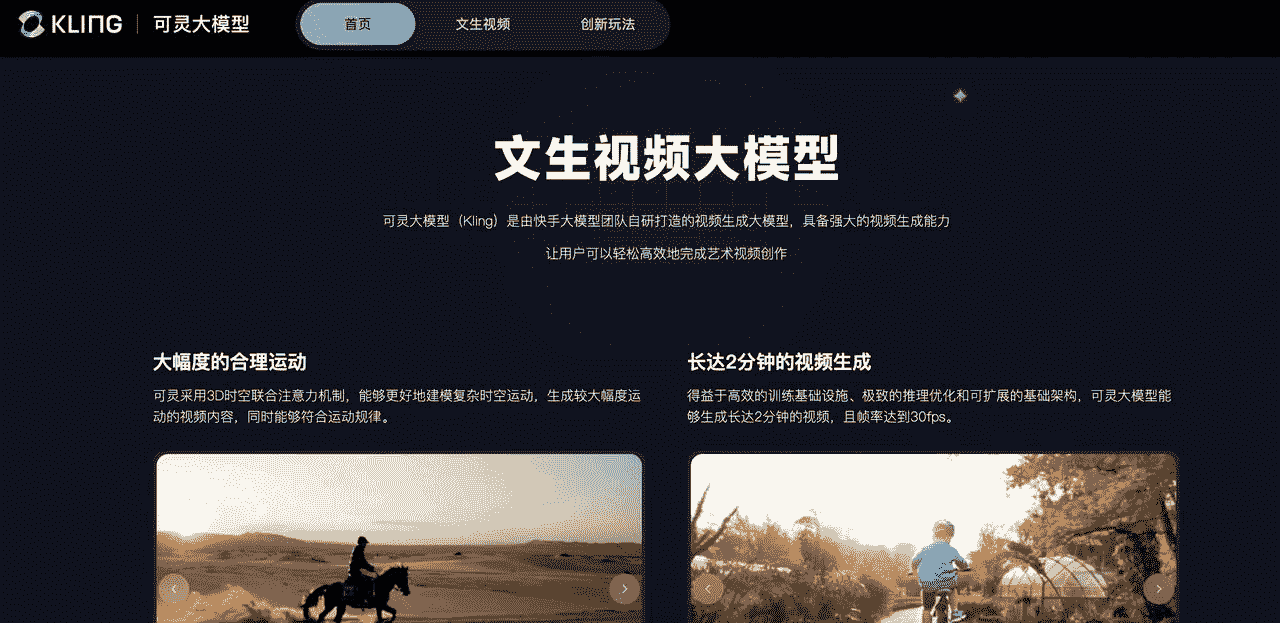 KLING 可灵大模型
首页 文生视频 创新玩法
文生视频大模型
可灵大模型（Kling）是由快手大模型团队自研打造的视频生成大模型，具备强大的视频生成能力
让用户可以轻松高效地完成艺术视频创作
大幅度的合理运动
可灵采用3D时空联合注意力机制，能够更好地建模复杂时空运动，生成较大幅度运
动的视频内容，同时能够符合运动规律。
长达2分钟的视频生成
得益于高效的训练基础设施、极致的推理优化和可扩展的基础架构，可灵大模型能
够生成长达2分钟的视频，且帧率达到30fps。